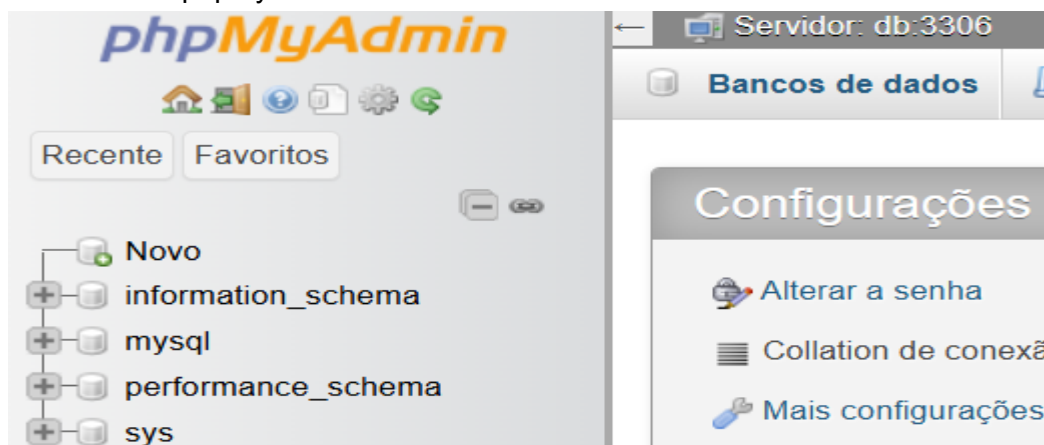 phpMyAdmin
Recente Favoritos
Novo
information_schema
mysql
performance_schema
sys
Servidor: db:3306
Bancos de dados
Configurações
Alterar a senha
Collation de conexã
Mais configurações